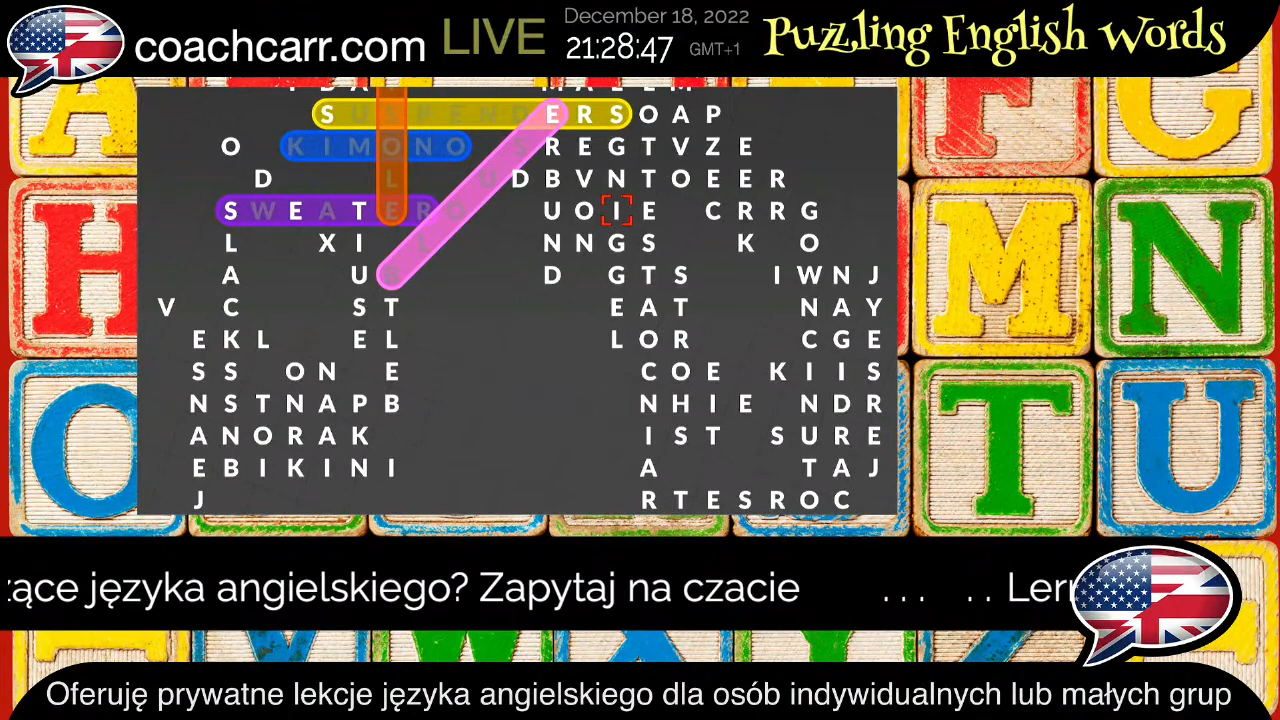 coachcarr.com LIVE December 18, 2022 Puzzling English Words
21:28:47 GMT+1
S U S P E N D E R S O A P
O K I M O N O S R E G T V Z E
D L U D B V N T O E E R
S W E A T E R O U O I E C R R G
L X I L N N G S K O
A U B D G T S I W N J
V C S T E A T N A Y
E K L E L L O R C G E
S S O N E C O E K I I S
N S T N A P B N H I E N D R
A N O R A K I S T S U R E
E B I K I N I A T A J
J R T E S R O C
ące języka angielskiego? Zapytaj na czacie ... .. Ler
Oferuję prywatne lekcje języka angielskiego dla osób indywidualnych lub małych grup